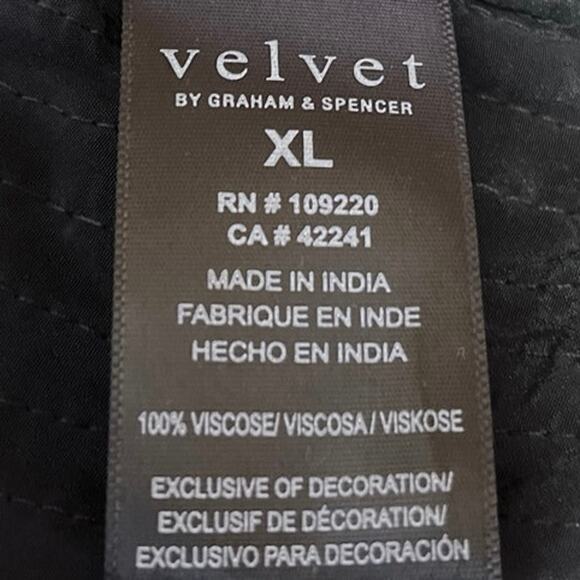 velvet
BY GRAHAM & SPENCER
XL
RN # 109220
CA # 42241
MADE IN INDIA
FABRIQUE EN INDE
HECHO EN INDIA
100% VISCOSE/ VISCOSA / VISKOSE
EXCLUSIVE OF DECORATION/
EXCLUSIF DE DÉCORATION/
EXCLUSIVO PARA DECORACIÓN